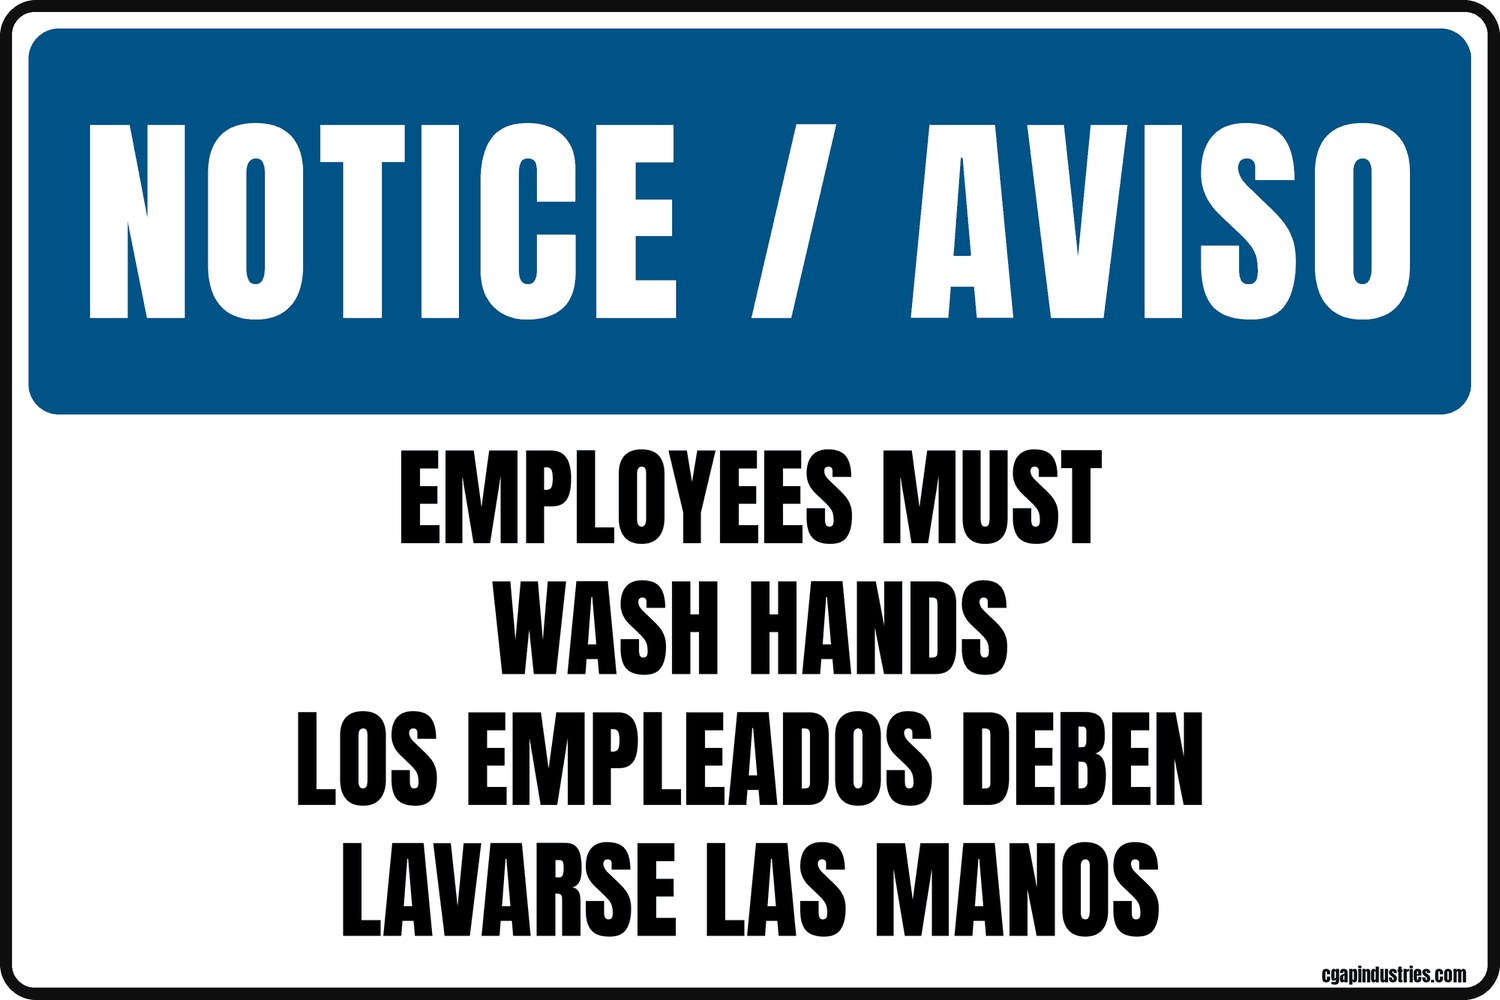 NOTICE / AVISO
EMPLOYEES MUST
WASH HANDS
LOS EMPLEADOS DEBEN
LAVARSE LAS MANOS
cgapindustries.com